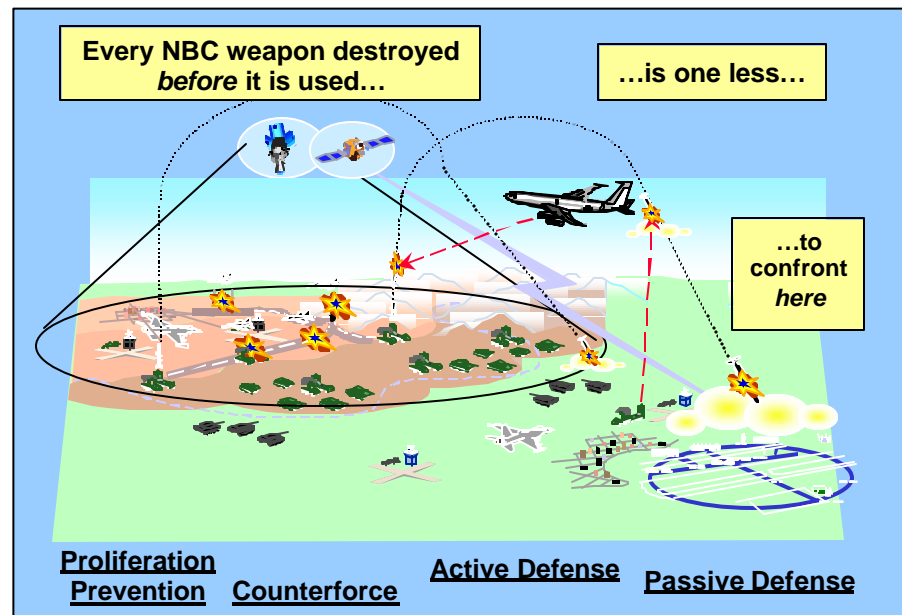 Every NBC weapon destroyed
before it is used…
…is one less…
…to
confront
here
Proliferation
Prevention
Counterforce
Active Defense
Passive Defense